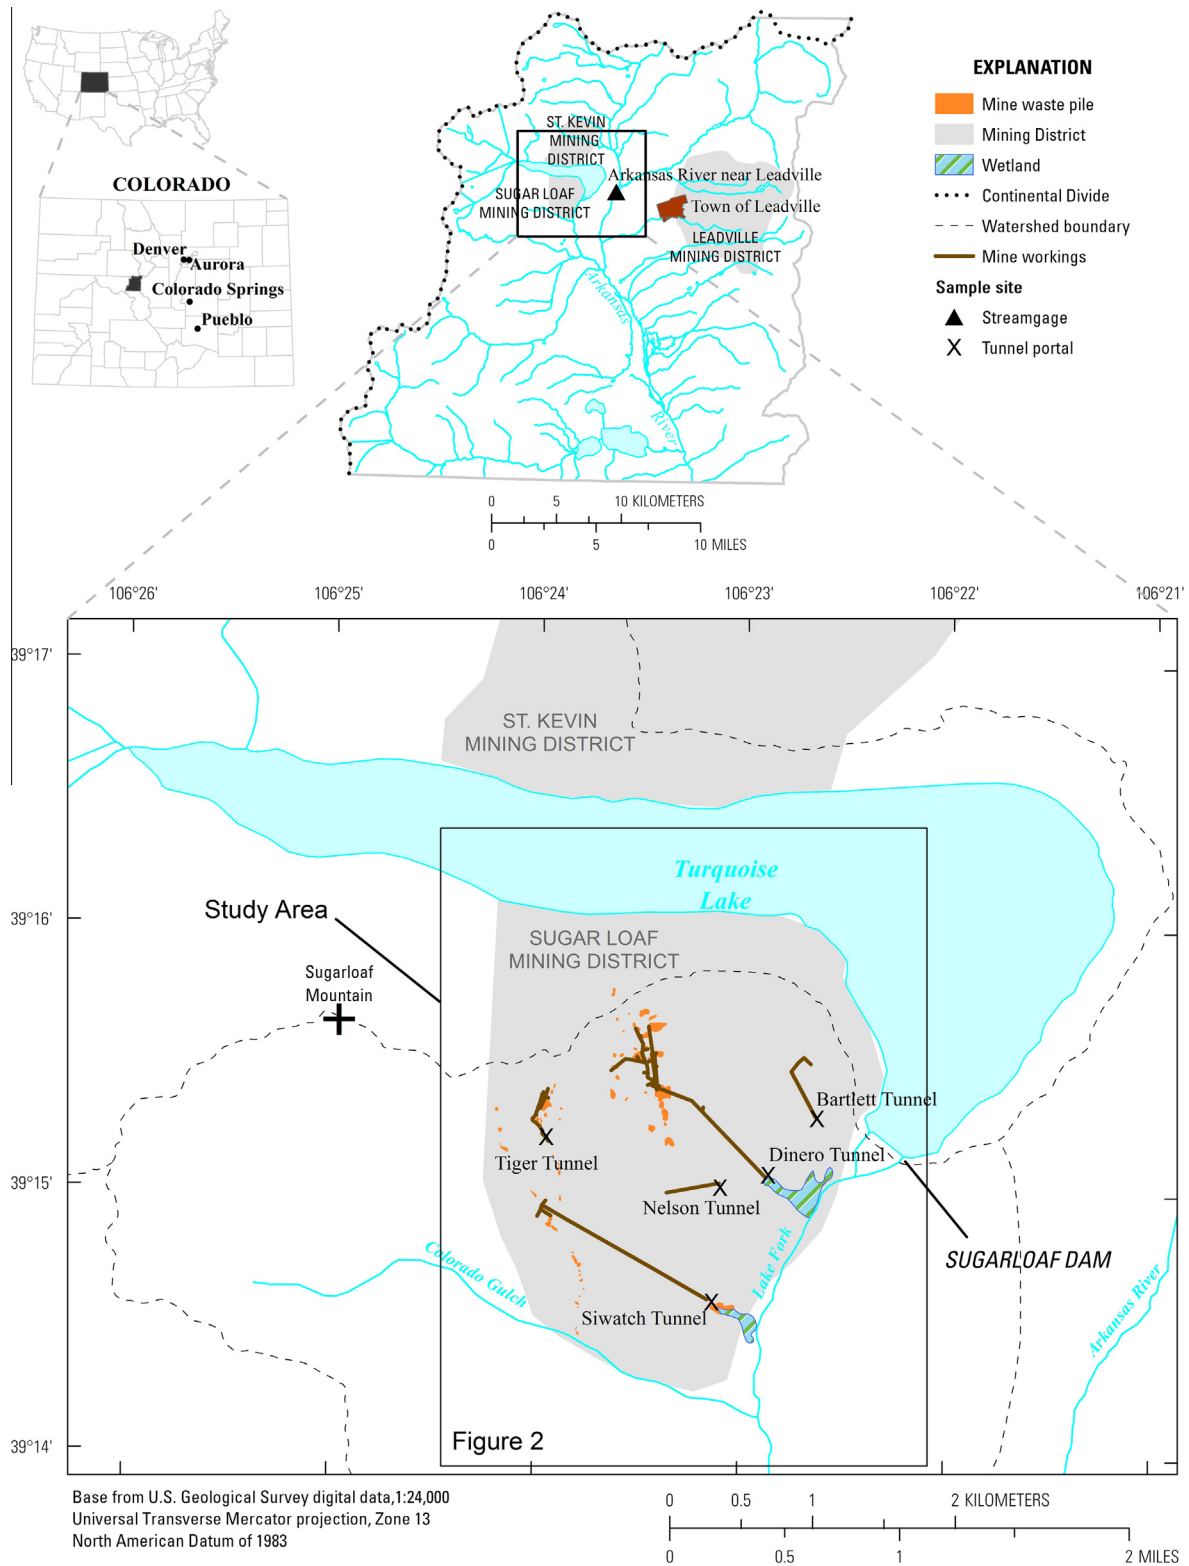 COLORADO
Denver
Aurora
Colorado Springs
Pueblo
ST. KEVIN
MINING
DISTRICT
Arkansas River near Leadville
SUGAR LOAF
MINING DISTRICT
Town of Leadville
LEADVILLE
MINING DISTRICT
Arkansas
River
0 5 10 KILOMETERS
0 5 10 MILES
EXPLANATION
Mine waste pile
Mining District
Wetland
Continental Divide
Watershed boundary
Mine workings
Sample site
Streamgage
Tunnel portal
106°26' 106°25' 106°24' 106°23' 106°22' 106°21'
39°17'
39°16'
39°15'
39°14'
ST. KEVIN
MINING DISTRICT
Turquoise
Lake
Study Area
SUGAR LOAF
MINING DISTRICT
Sugarloaf
Mountain
Bartlett Tunnel
Tiger Tunnel
Dinero Tunnel
Nelson Tunnel
SUGARLOAF DAM
Colorado Gulch
Lake Fork
Arkansas River
Siwatch Tunnel
Figure 2
Base from U.S. Geological Survey digital data,1:24,000
Universal Transverse Mercator projection, Zone 13
North American Datum of 1983
0 0.5 1 2 KILOMETERS
0 0.5 1 2 MILES